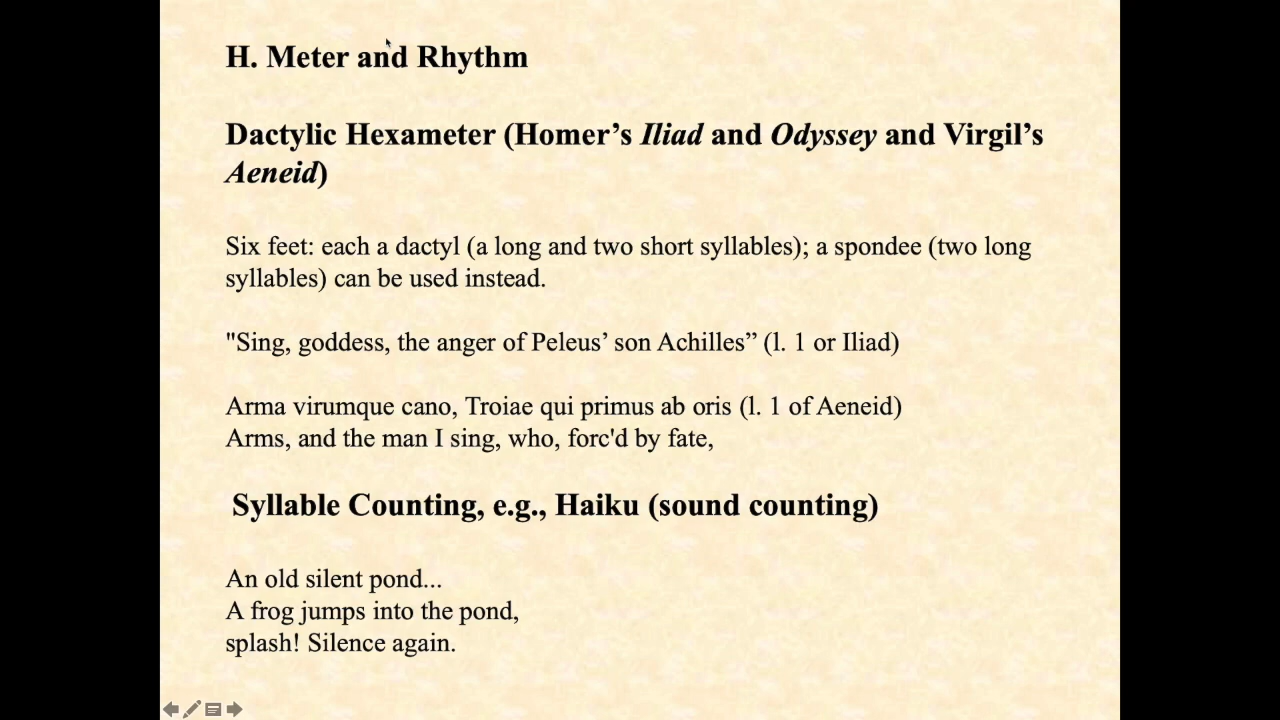 H. Meter and Rhythm
Dactylic Hexameter (Homer’s Iliad and Odyssey and Virgil’s
Aeneid)
Six feet: each a dactyl (a long and two short syllables); a spondee (two long
syllables) can be used instead.
"Sing, goddess, the anger of Peleus’ son Achilles” (l. 1 or Iliad)
Arma virumque cano, Troiae qui primus ab oris (l. 1 of Aeneid)
Arms, and the man I sing, who, forc'd by fate,
Syllable Counting, e.g., Haiku (sound counting)
An old silent pond...
A frog jumps into the pond,
splash! Silence again.